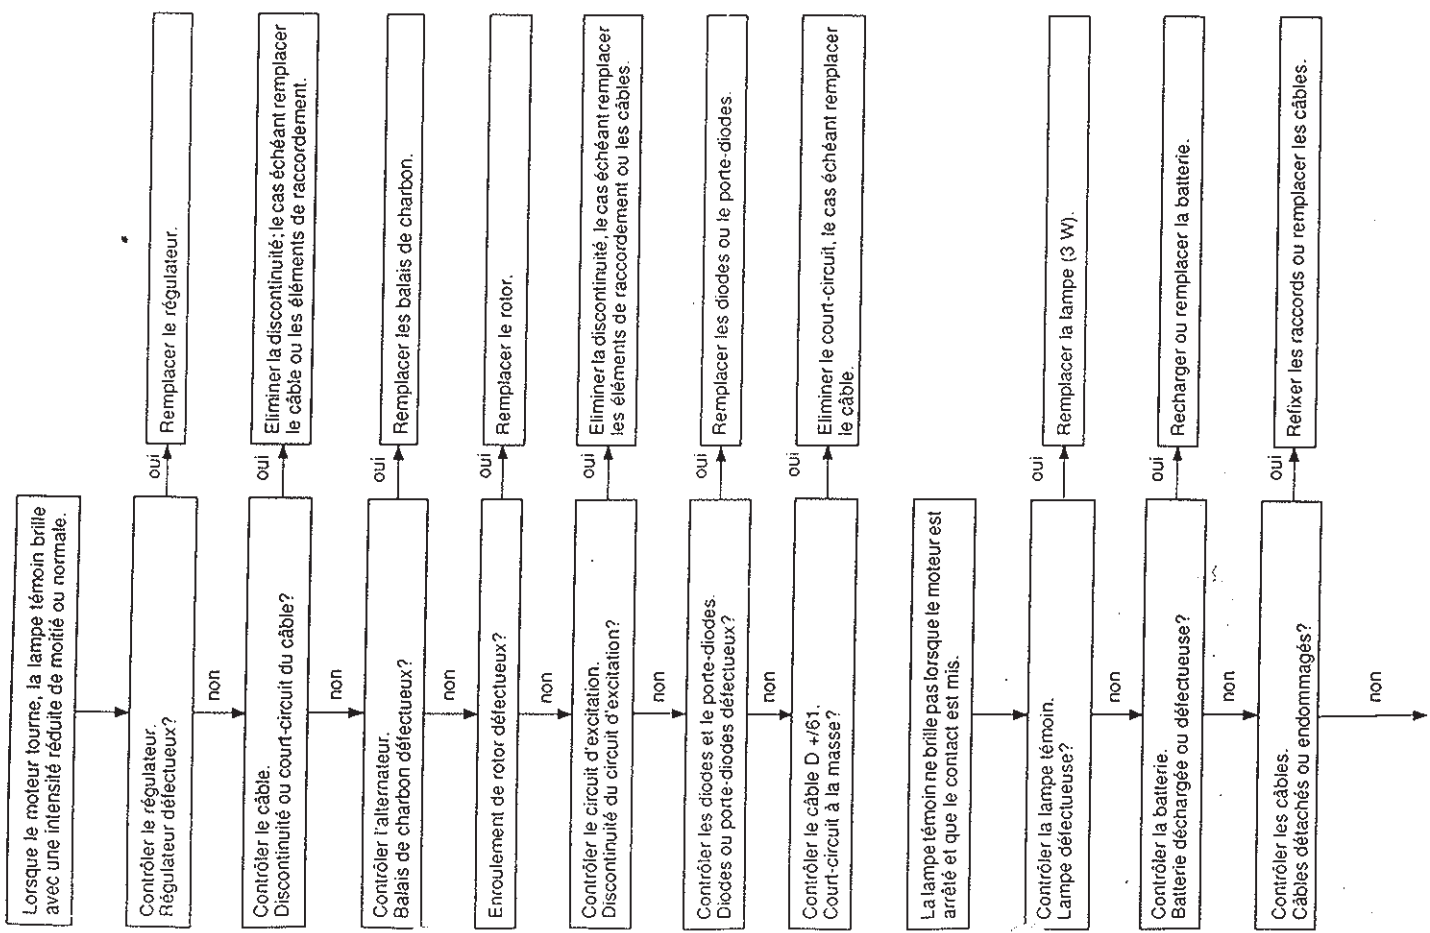 Lorsque le moteur tourne, la lampe témoin brille
avec une intensité réduite de moitié ou normale.
Contrôler le régulateur.
Régulateur défectueux?
oui
Remplacer le régulateur.
non
Contrôler le câble.
Discontinuité ou court-circuit du câble?
oui
Eliminer la discontinuité; le cas échéant remplacer
le câble ou les éléments de raccordement.
non
Contrôler l'alternateur.
Balais de charbon défectueux?
oui
Remplacer les balais de charbon.
non
Enroulement de rotor défectueux?
oui
Remplacer le rotor.
non
Contrôler le circuit d'excitation.
Discontinuité du circuit d'excitation?
oui
Eliminer la discontinuité, le cas échéant remplacer
les éléments de raccordement ou les câbles.
non
Contrôler les diodes et le porte-diodes.
Diodes ou porte-diodes défectueux?
oui
Remplacer les diodes ou le porte-diodes.
non
Contrôler le câble D +/61.
Court-circuit à la masse?
oui
Eliminer le court-circuit, le cas échéant remplacer
le câble.
La lampe témoin ne brille pas lorsque le moteur est
arrêté et que le contact est mis.
Contrôler la lampe témoin.
Lampe défectueuse?
oui
Remplacer la lampe (3 W).
non
Contrôler la batterie.
Batterie déchargée ou défectueuse?
oui
Recharger ou remplacer la batterie.
non
Contrôler les câbles.
Câbles détachés ou endommagés?
oui
Refixer les raccords ou remplacer les câbles.
non